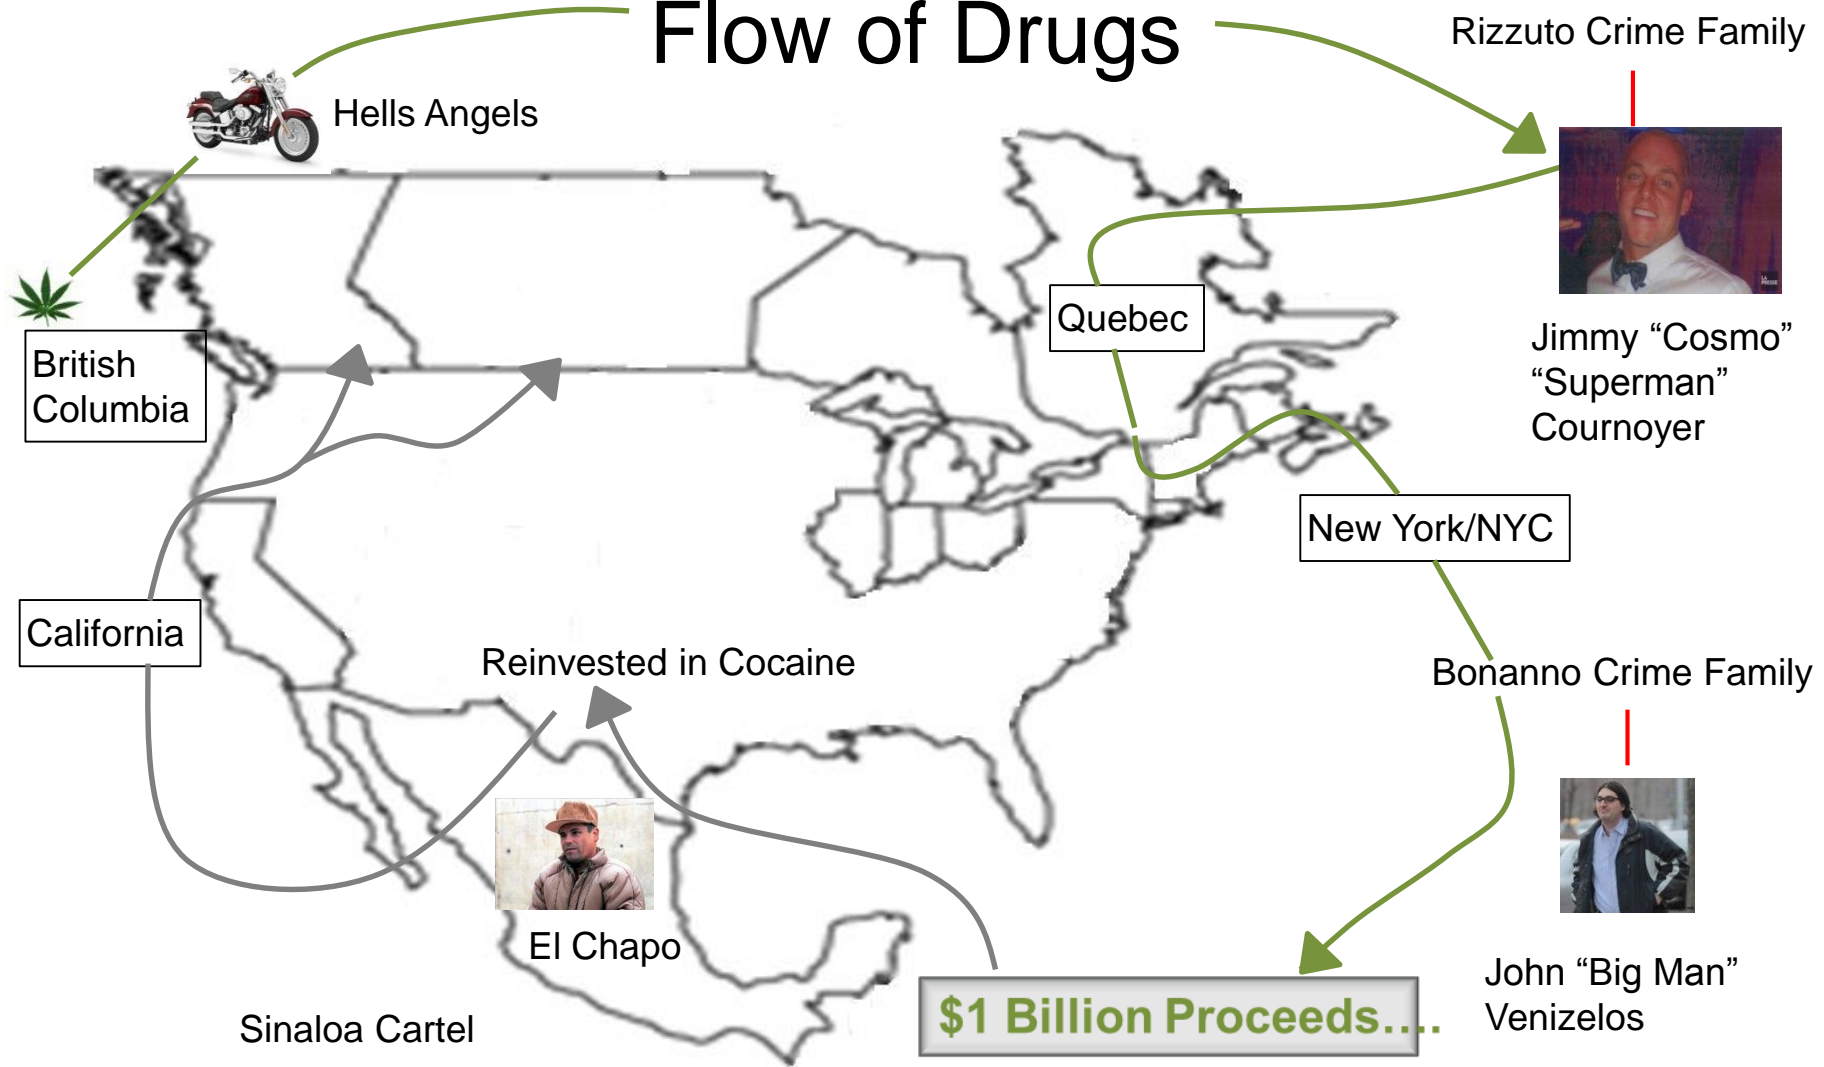 Flow of Drugs
Rizzuto Crime Family
Hells Angels
Quebec
British
Columbia
Jimmy “Cosmo”
“Superman”
Cournoyer
New York/NYC
California
Reinvested in Cocaine
Bonanno Crime Family
El Chapo
Sinaloa Cartel
$1 Billion Proceeds….
John “Big Man”
Venizelos